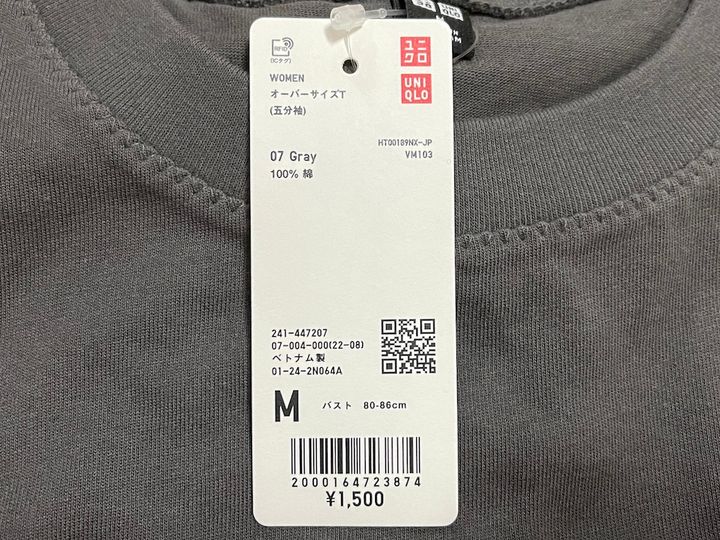 RFID
(ICタグ)
ユニ
クロ
UNI
QLO
WOMEN
オーバーサイズT
(五分袖)
HT00189NX-JP
07 Gray
VM103
100% 綿
241-447207
07-004-000(22-08)
ベトナム製
01-24-2N064A
M バスト 80-86cm
2000164723874
¥1,500